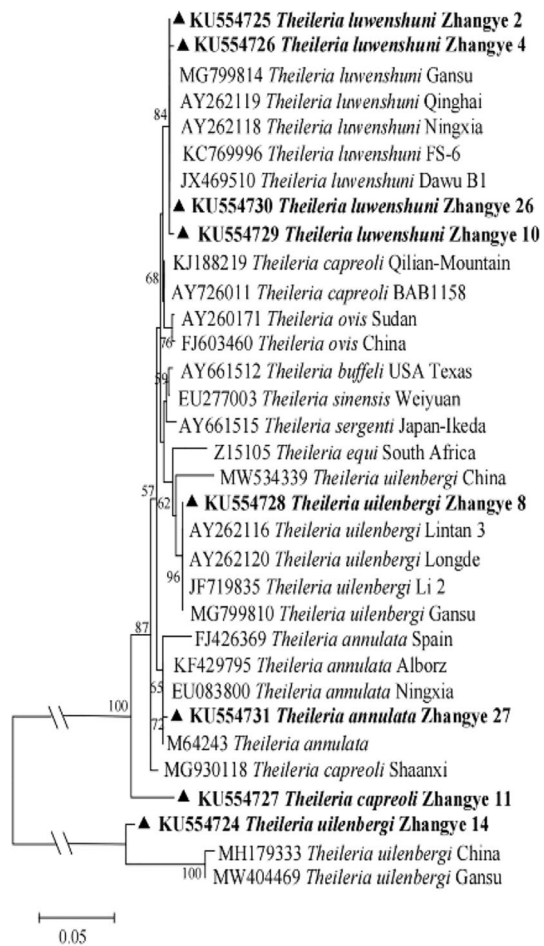 ▲ KU554725 Theileria luwenshuni Zhangye 2
▲ KU554726 Theileria luwenshuni Zhangye 4
MG799814 Theileria luwenshuni Gansu
AY262119 Theileria luwenshuni Qinghai
84
AY262118 Theileria luwenshuni Ningxia
KC769996 Theileria luwenshuni FS-6
JX469510 Theileria luwenshuni Dawu B1
▲ KU554730 Theileria luwenshuni Zhangye 26
▲ KU554729 Theileria luwenshuni Zhangye 10
KJ188219 Theileria capreoli Qilian-Mountain
68
AY726011 Theileria capreoli BAB1158
AY260171 Theileria ovis Sudan
76
FJ603460 Theileria ovis China
AY661512 Theileria buffeli USA Texas
59
EU277003 Theileria sinensis Weiyuan
AY661515 Theileria sergenti Japan-Ikeda
Z15105 Theileria equi South Africa
MW534339 Theileria uilenbergi China
57
62
▲ KU554728 Theileria uilenbergi Zhangye 8
AY262116 Theileria uilenbergi Lintan 3
AY262120 Theileria uilenbergi Longde
96
JF719835 Theileria uilenbergi Li 2
MG799810 Theileria uilenbergi Gansu
87
FJ426369 Theileria annulata Spain
KF429795 Theileria annulata Alborz
65
EU083800 Theileria annulata Ningxia
100
72
▲ KU554731 Theileria annulata Zhangye 27
M64243 Theileria annulata
MG930118 Theileria capreoli Shaanxi
▲ KU554727 Theileria capreoli Zhangye 11
▲ KU554724 Theileria uilenbergi Zhangye 14
MH179333 Theileria uilenbergi China
100
MW404469 Theileria uilenbergi Gansu
0.05